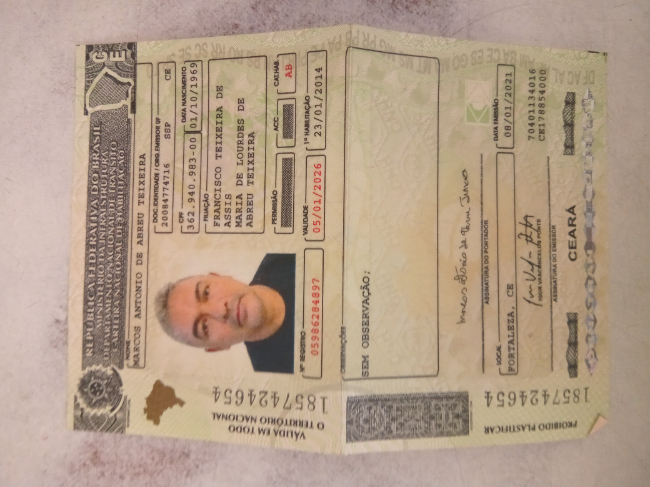 REPÚBLICA FEDERATIVA DO BRASIL
MINISTÉRIO DA INFRAESTRUTURA
DEPARTAMENTO NACIONAL DE TRÂNSITO
CARTEIRA NACIONAL DE HABILITAÇÃO
CE
NOME
MARCOS ANTONIO DE ABREU TEIXEIRA
DOC. IDENTIDADE / ORG. EMISSOR / UF
20084774716 SSP CE
CPF
362.940.983-00
DATA NASCIMENTO
01/10/1969
FILIAÇÃO
FRANCISCO TEIXEIRA DE
ASSIS
MARIA DE LOURDES DE
ABREU TEIXEIRA
PERMISSÃO
ACC
CAT.HAB.
AB
Nº REGISTRO
05986284897
VALIDADE
05/01/2026
1ª HABILITAÇÃO
23/01/2014
VÁLIDA EM TODO
O TERRITÓRIO NACIONAL
1857424654
OBSERVAÇÕES
SEM OBSERVAÇÃO;
ASSINATURA DO PORTADOR
LOCAL
FORTALEZA, CE
DATA EMISSÃO
08/01/2021
ASSINATURA DO EMISSOR
70401134016
CE178854000
CEARÁ
PROIBIDO PLASTIFICAR
1857424654